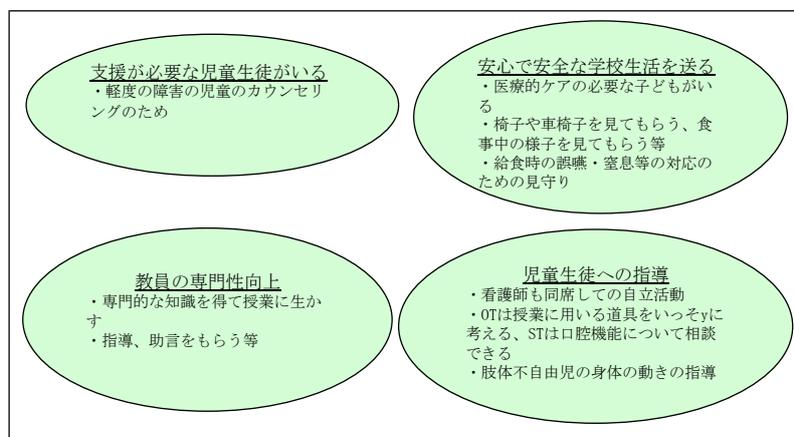 支援が必要な児童生徒がいる
・軽度の障害の児童のカウンセリ
ングのため
安心で安全な学校生活を送る
・医療的ケアの必要な子どもがい
る
・椅子や車椅子を見てもらう、食
事中の様子を見てもらう等
・給食時の誤嚥・窒息等の対応の
ための見守り
教員の専門性向上
・専門的な知識を得て授業に生か
す
・指導、助言をもらう等
児童生徒への指導
・看護師も同席しての自立活動
・OTは授業に用いる道具をいっそyに
考える、STは口腔機能について相談
できる
・肢体不自由児の身体の動きの指導